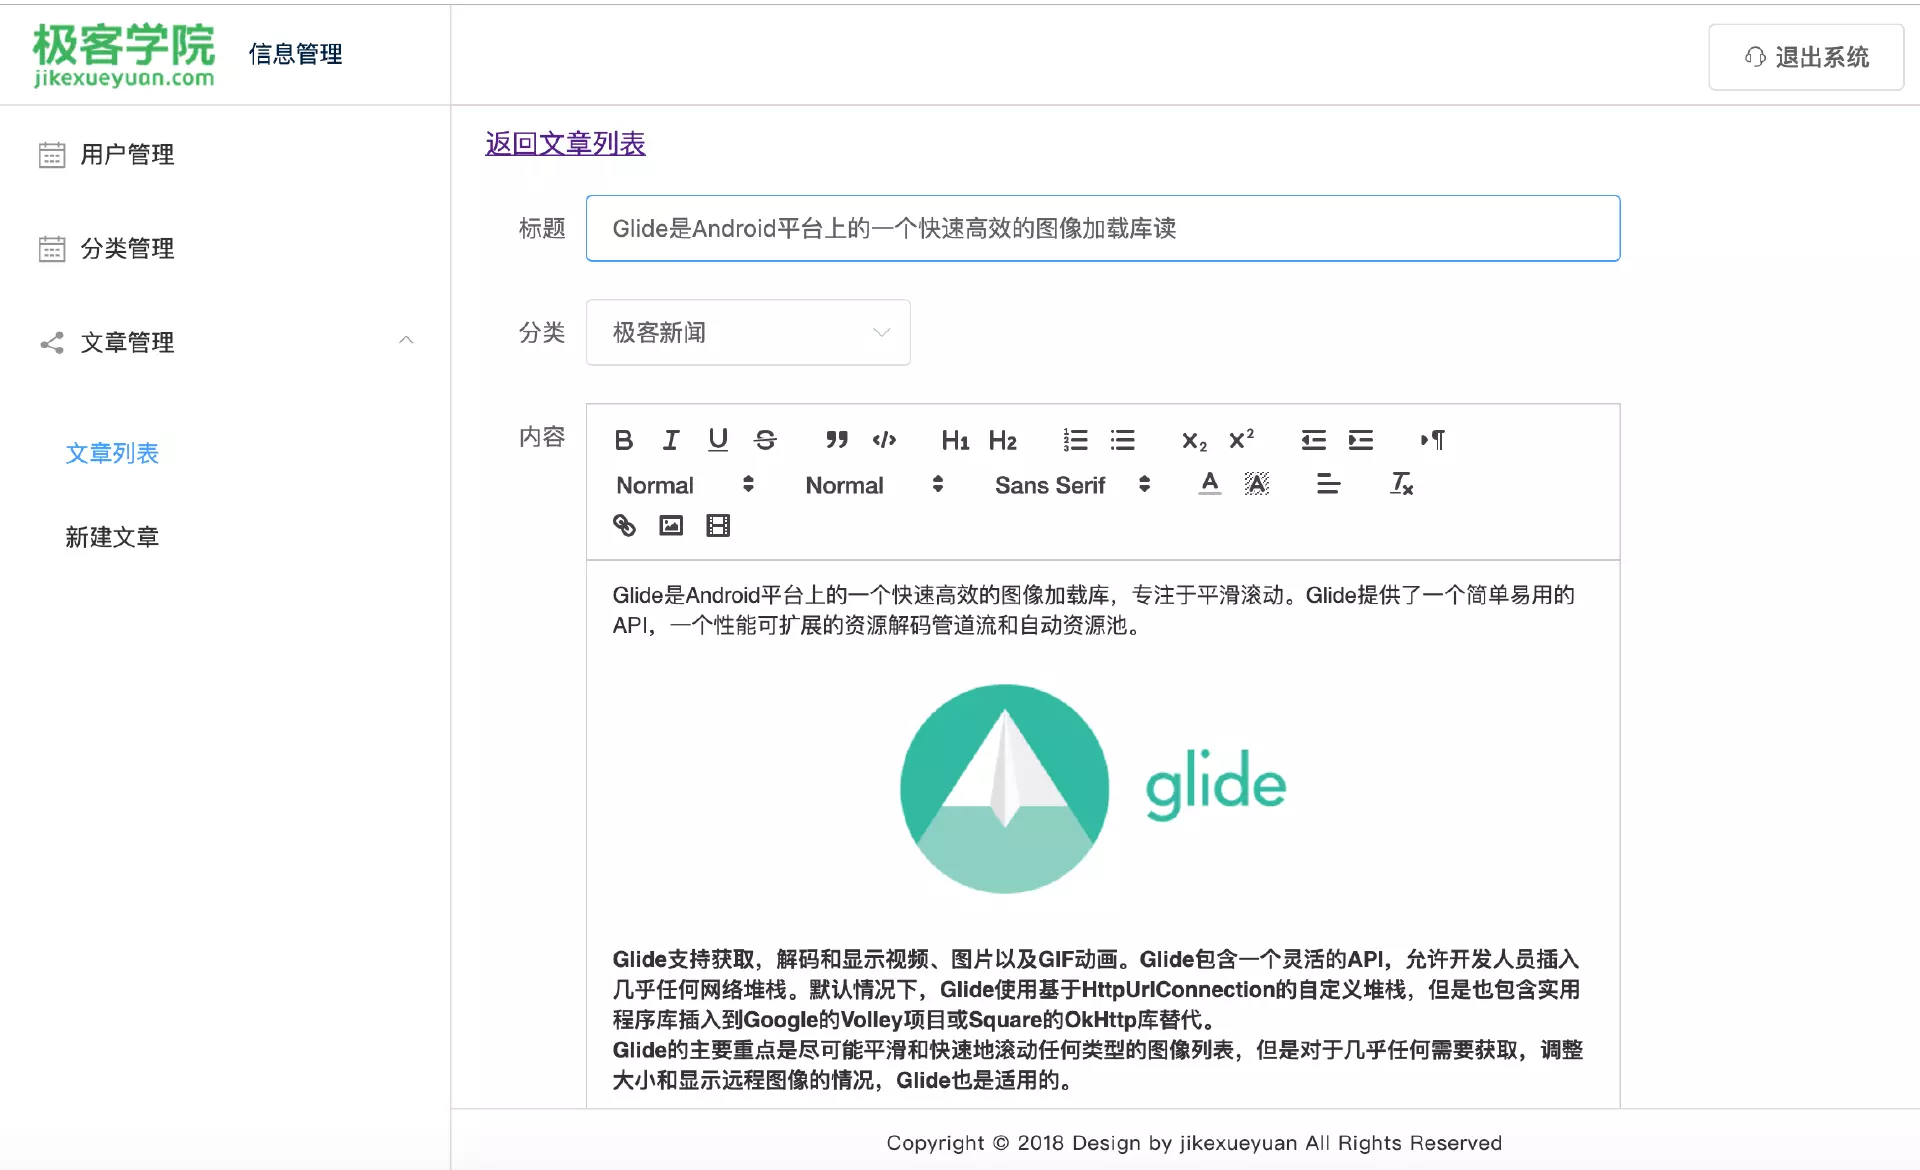 极客学院
jikexueyuan.com
信息管理
退出系统
用户管理
分类管理
文章管理
文章列表
新建文章
返回文章列表
标题
Glide是Android平台上的一个快速高效的图像加载库读
分类
极客新闻
内容
B I U S ” </> H1 H2 X2 X2 ¶
Normal Normal Sans Serif A A Tx
Glide是Android平台上的一个快速高效的图像加载库，专注于平滑滚动。Glide提供了一个简单易用的
API，一个性能可扩展的资源解码管道流和自动资源池。
glide
Glide支持获取，解码和显示视频、图片以及GIF动画。Glide包含一个灵活的API，允许开发人员插入
几乎任何网络堆栈。默认情况下，Glide使用基于HttpUrlConnection的自定义堆栈，但是也包含实用
程序库插入到Google的Volley项目或Square的OkHttp库替代。
Glide的主要重点是尽可能平滑和快速地滚动任何类型的图像列表，但是对于几乎任何需要获取，调整
大小和显示远程图像的情况，Glide也是适用的。
Copyright © 2018 Design by jikexueyuan All Rights Reserved